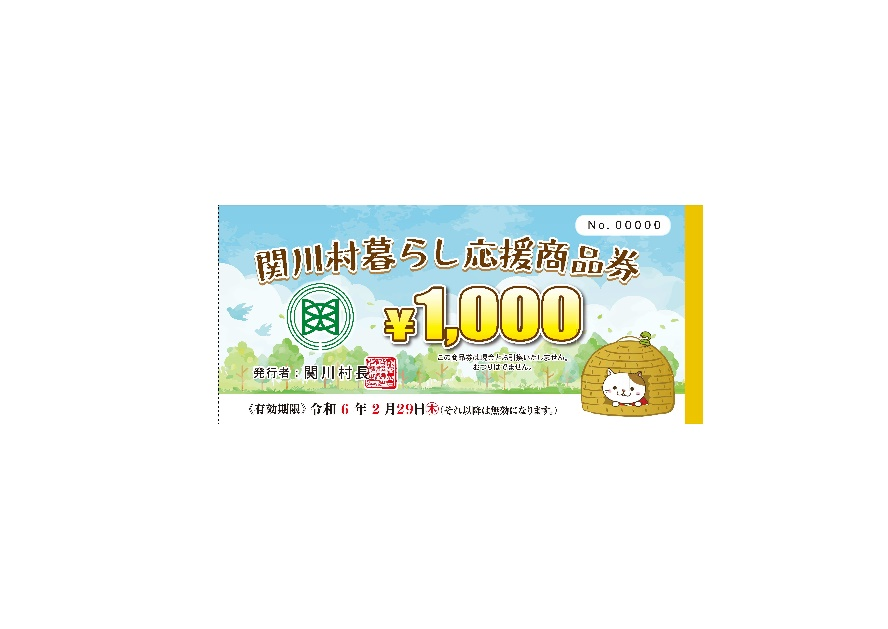 No. 00000
関川村暮らし応援商品券
¥1,000
この商品券は現金とお引換いたしません。
おつりはでません。
発行者：関川村長
《有効期限》令和6年2月29日㊍(それ以降は無効になります。)